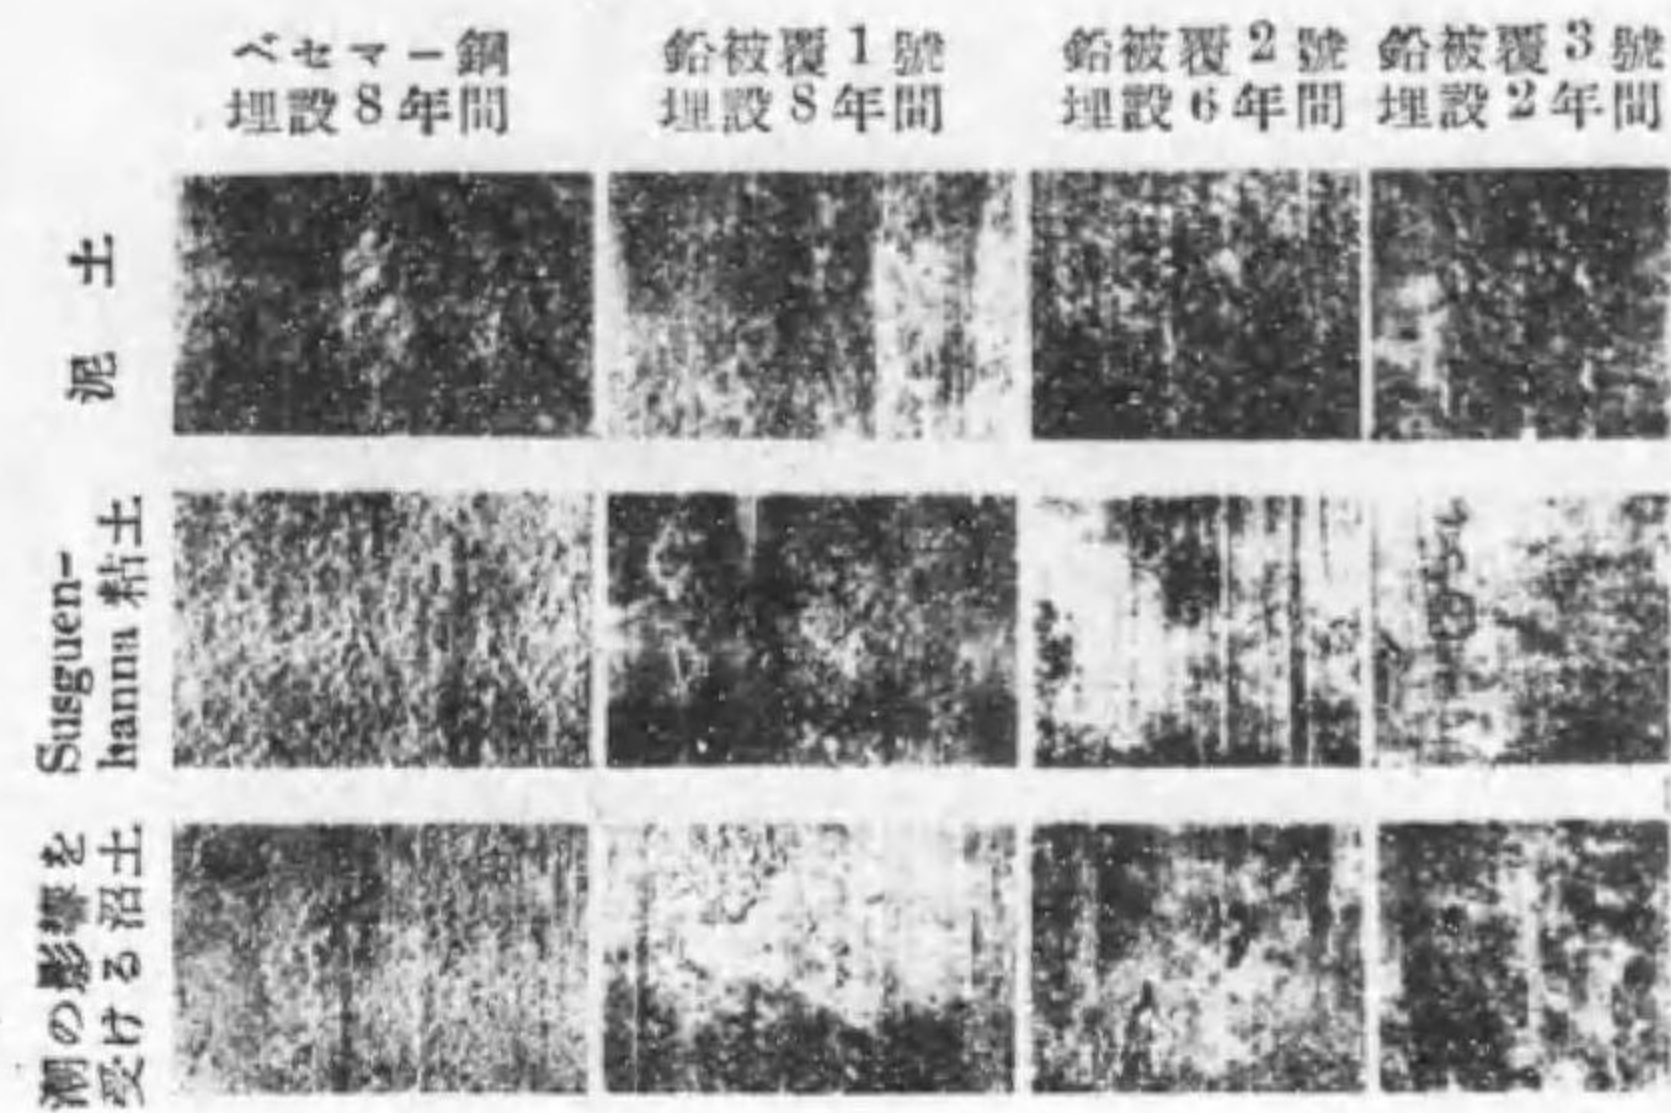 ベセマー鋼
埋設8年間
鉛被覆1號
埋設8年間
鉛被覆2號
埋設6年間
鉛被覆3號
埋設2年間
泥土
Susguen-
hanna 粘土
潮の影響を
受ける沼土